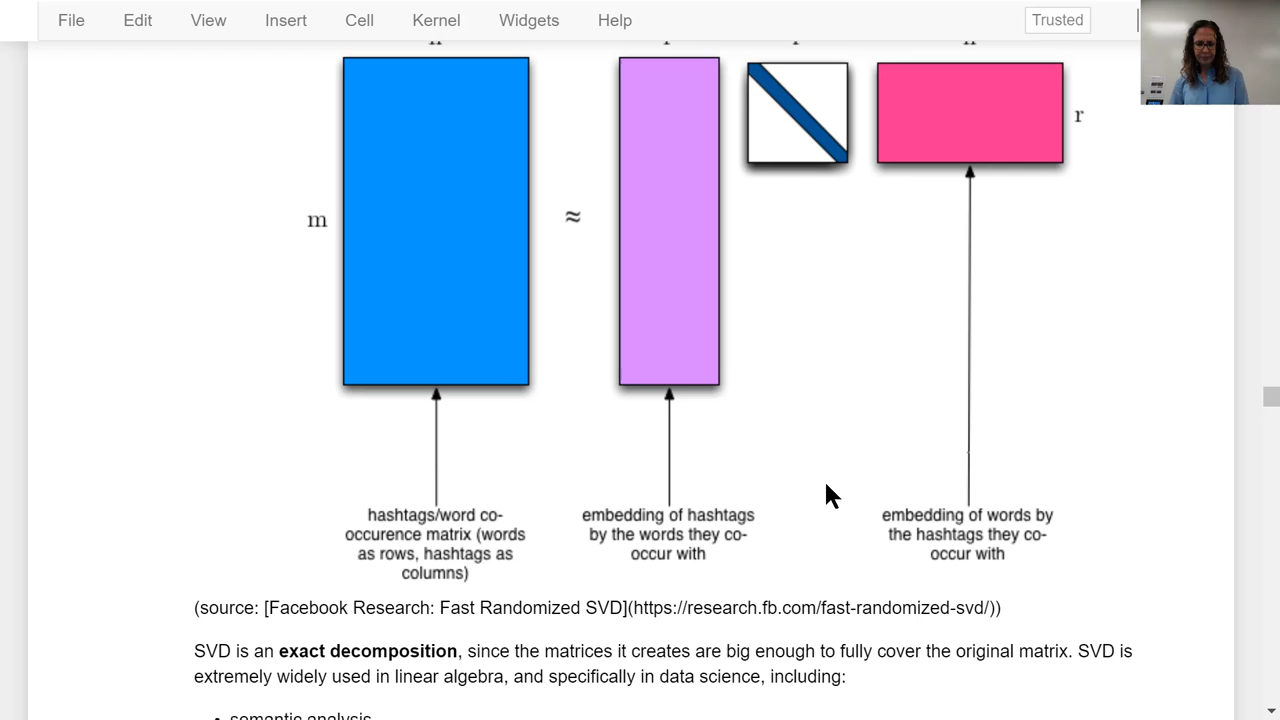 File Edit View Insert Cell Kernel Widgets Help Trusted
r
m
≈
hashtags/word co-
occurence matrix (words
as rows, hashtags as
columns)
embedding of hashtags
by the words they co-
occur with
embedding of words by
the hashtags they co-
occur with
(source: [Facebook Research: Fast Randomized SVD](https://research.fb.com/fast-randomized-svd/))
SVD is an exact decomposition, since the matrices it creates are big enough to fully cover the original matrix. SVD is
extremely widely used in linear algebra, and specifically in data science, including:
• semantic analysis